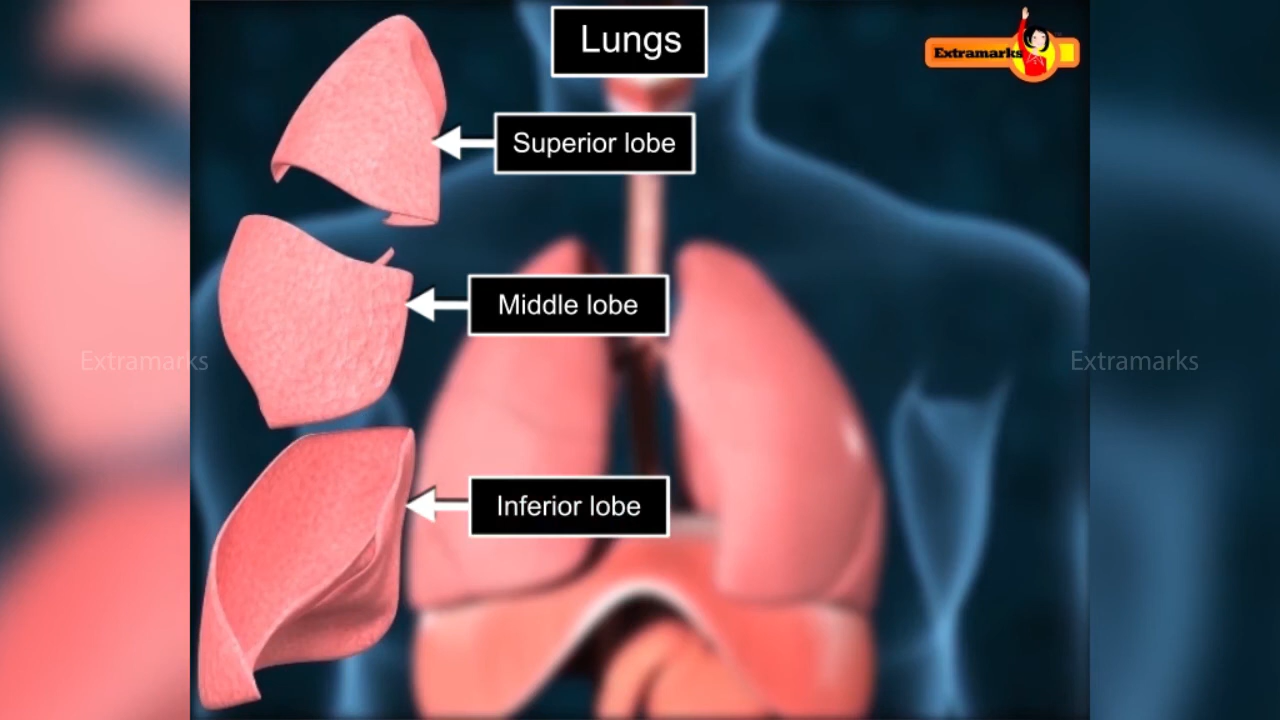 Lungs
Extramarks
Superior lobe
Middle lobe
Extramarks
Extramarks
Inferior lobe